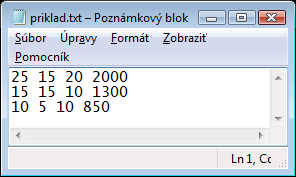 priklad.txt – Poznámkový blok
Súbor Úpravy Formát Zobraziť
Pomocník
25 15 20 2000
15 15 10 1300
10 5 10 850
Ln 1, Cc